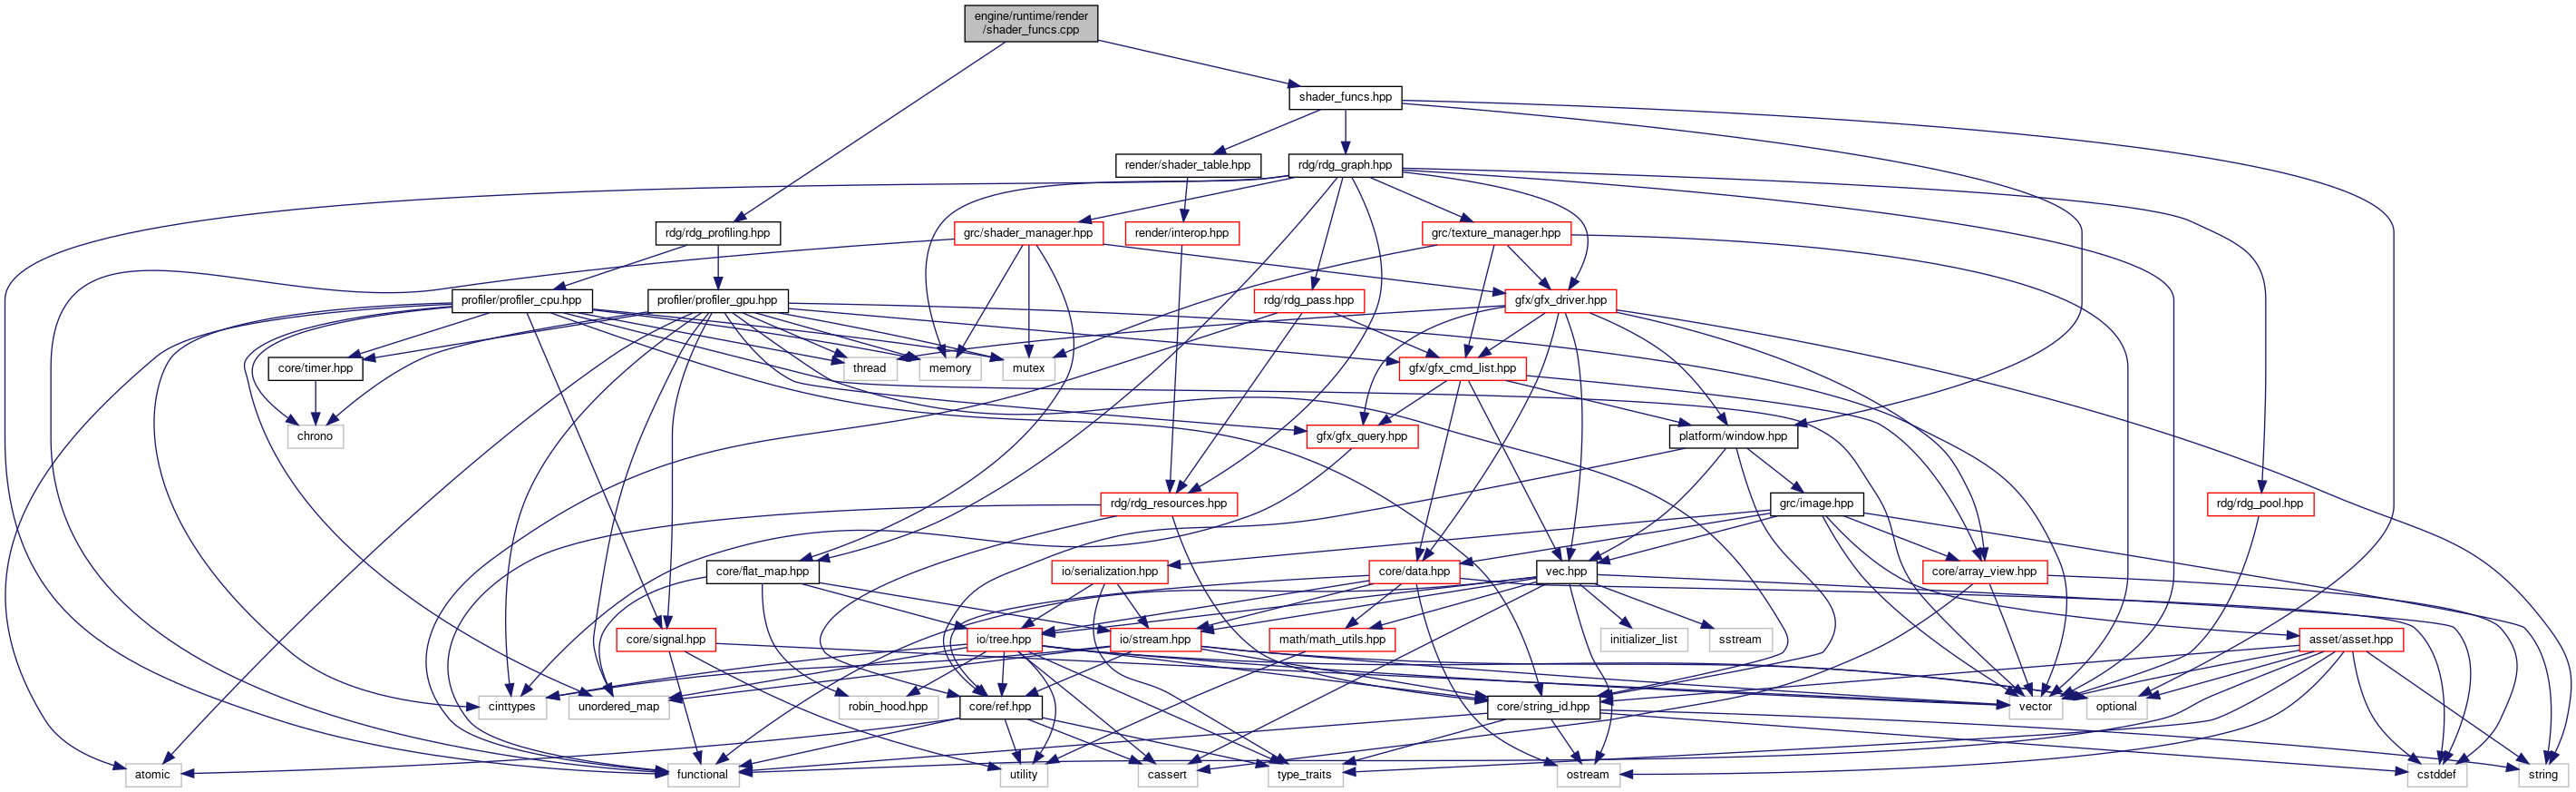 engine/runtime/render
/shader_funcs.cpp
shader_funcs.hpp
render/shader_table.hpp
rdg/rdg_graph.hpp
rdg/rdg_profiling.hpp
grc/shader_manager.hpp
render/interop.hpp
grc/texture_manager.hpp
profiler/profiler_cpu.hpp
profiler/profiler_gpu.hpp
rdg/rdg_pass.hpp
gfx/gfx_driver.hpp
core/timer.hpp
thread
memory
mutex
gfx/gfx_cmd_list.hpp
chrono
gfx/gfx_query.hpp
platform/window.hpp
rdg/rdg_resources.hpp
grc/image.hpp
rdg/rdg_pool.hpp
core/flat_map.hpp
io/serialization.hpp
core/data.hpp
vec.hpp
core/array_view.hpp
core/signal.hpp
io/tree.hpp
io/stream.hpp
math/math_utils.hpp
initializer_list
sstream
asset/asset.hpp
cinttypes
unordered_map
robin_hood.hpp
core/ref.hpp
core/string_id.hpp
vector
optional
atomic
functional
utility
cassert
type_traits
ostream
cstddef
string